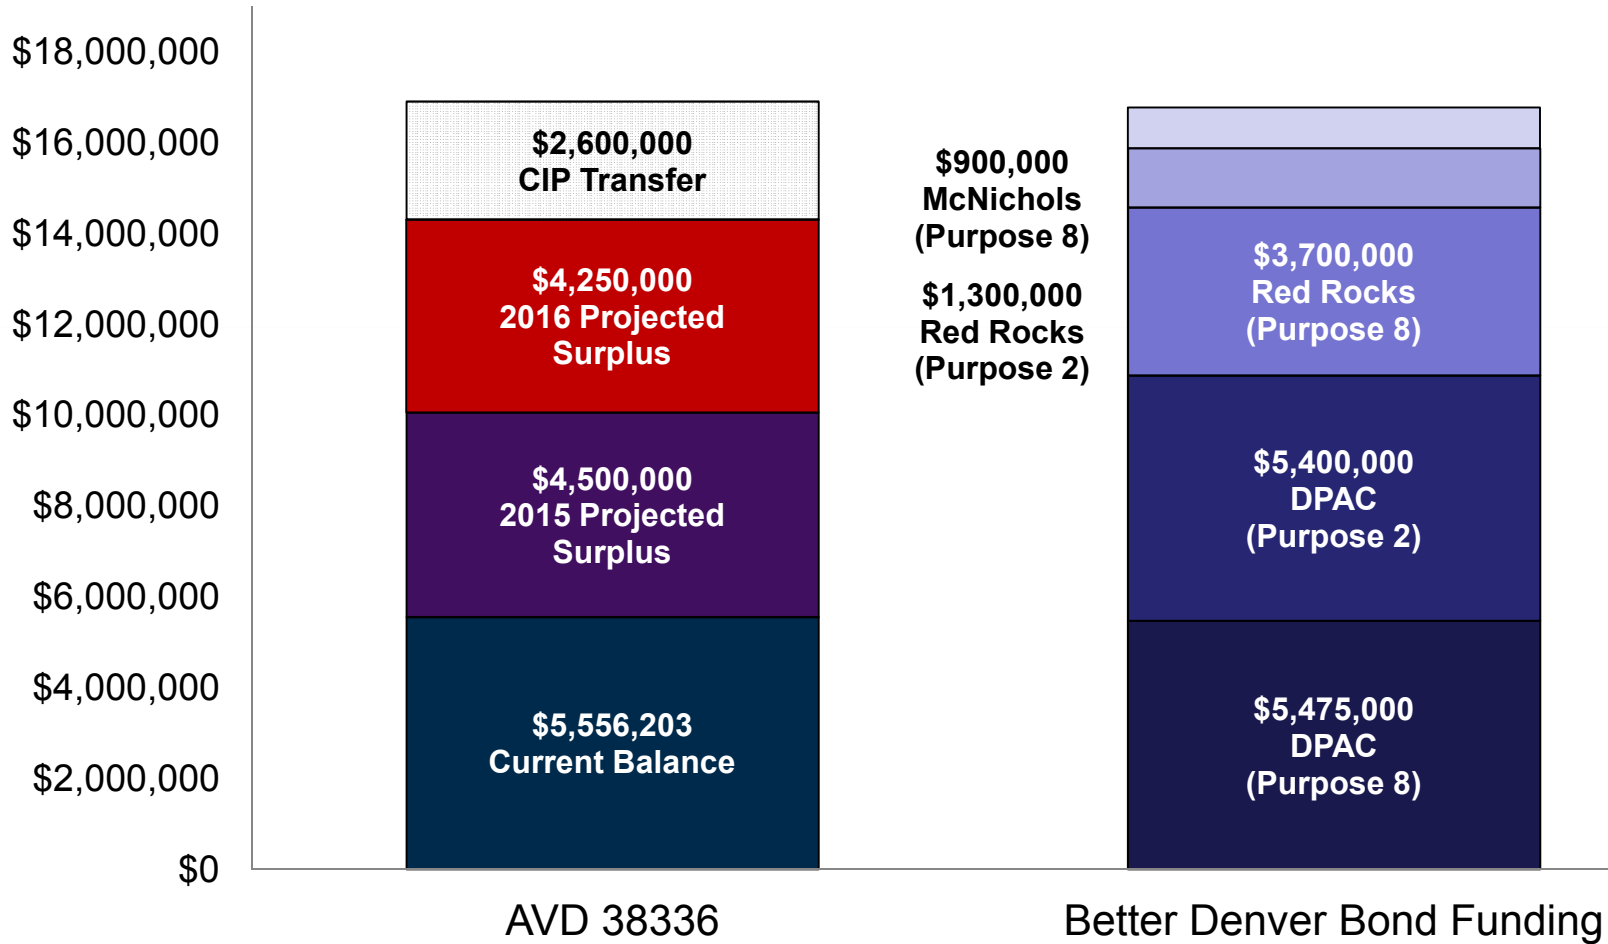 $18,000,000
$16,000,000
$14,000,000
$12,000,000
$10,000,000
$8,000,000
$6,000,000
$4,000,000
$2,000,000
$0
$2,600,000
CIP Transfer
$4,250,000
2016 Projected
Surplus
$4,500,000
2015 Projected
Surplus
$5,556,203
Current Balance
$900,000
McNichols
(Purpose 8)
$1,300,000
Red Rocks
(Purpose 2)
$3,700,000
Red Rocks
(Purpose 8)
$5,400,000
DPAC
(Purpose 2)
$5,475,000
DPAC
(Purpose 8)
AVD 38336
Better Denver Bond Funding